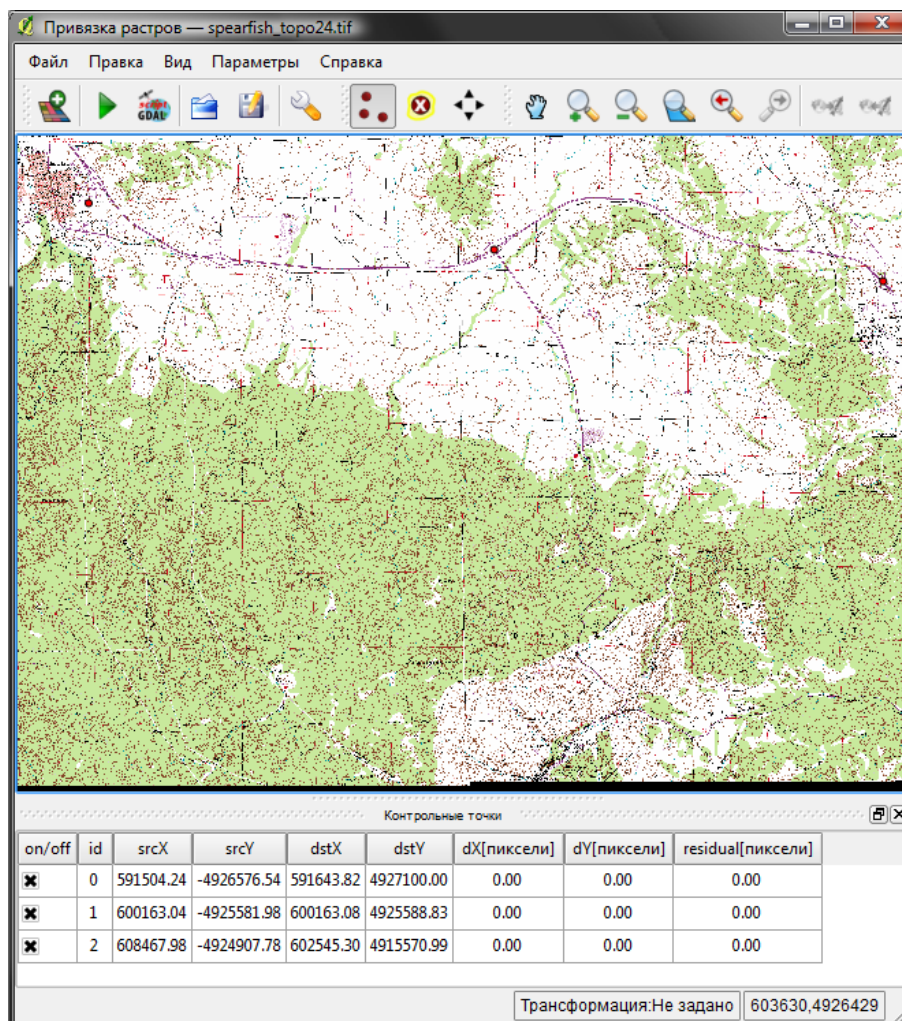 Привязка растров — spearfish_topo24.tif
Файл Правка Вид Параметры Справка
script GDAL
Контрольные точки
on/off id srcX srcY dstX dstY dX[пиксели] dY[пиксели] residual[пиксели]
0 591504.24 -4926576.54 591643.82 4927100.00 0.00 0.00 0.00
1 600163.04 -4925581.98 600163.08 4925588.83 0.00 0.00 0.00
2 608467.98 -4924907.78 602545.30 4915570.99 0.00 0.00 0.00
Трансформация:Не задано 603630,4926429